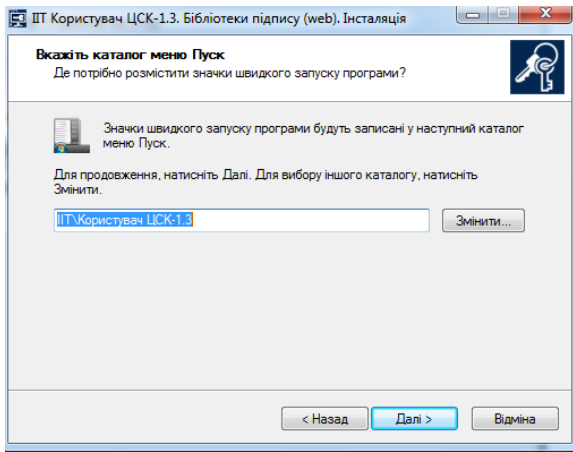 ІІТ Користувач ЦСК-1.3. Бібліотеки підпису (web). Інсталяція
Вкажіть каталог меню Пуск
Де потрібно розмістити значки швидкого запуску програми?
Значки швидкого запуску програми будуть записані у наступний каталог
меню Пуск.
Для продовження, натисніть Далі. Для вибору іншого каталогу, натисніть
Змінити.
ІІТ\Користувач ЦСК-1.3
Змінити...
< Назад
Далі >
Відміна